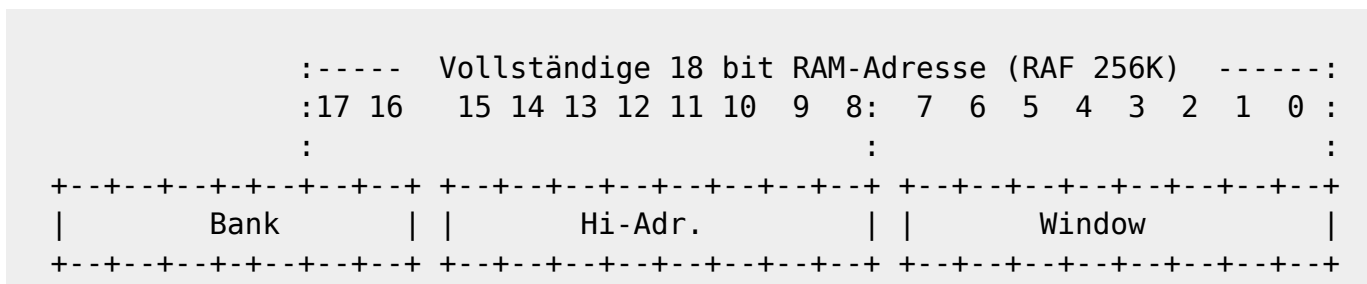 :-----  Vollständige 18 bit RAM-Adresse (RAF 256K)  ------:
:17 16   15 14 13 12 11 10  9  8:  7  6  5  4  3  2  1  0 :
:                               :                         :
+--+--+--+-+--+--+--+ +--+--+--+--+--+--+--+--+ +--+--+--+--+--+--+--+--+
|        Bank       | |       Hi-Adr.         | |       Window          |
+--+--+--+-+--+--+--+ +--+--+--+--+--+--+--+--+ +--+--+--+--+--+--+--+--+